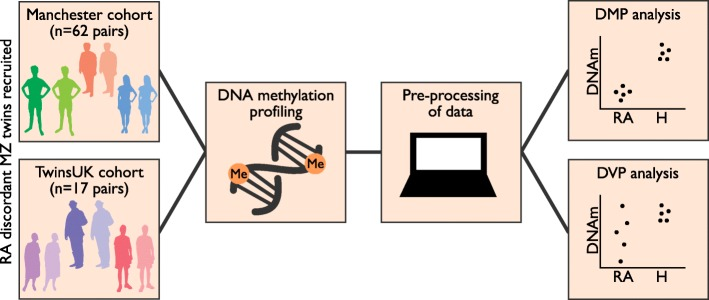 RA discordant MZ twins recruited
Manchester cohort
(n=62 pairs)
TwinsUK cohort
(n=17 pairs)
DNA methylation
profiling
Me
Me
Pre-processing
of data
DMP analysis
DNAm
RA H
DVP analysis
DNAm
RA H